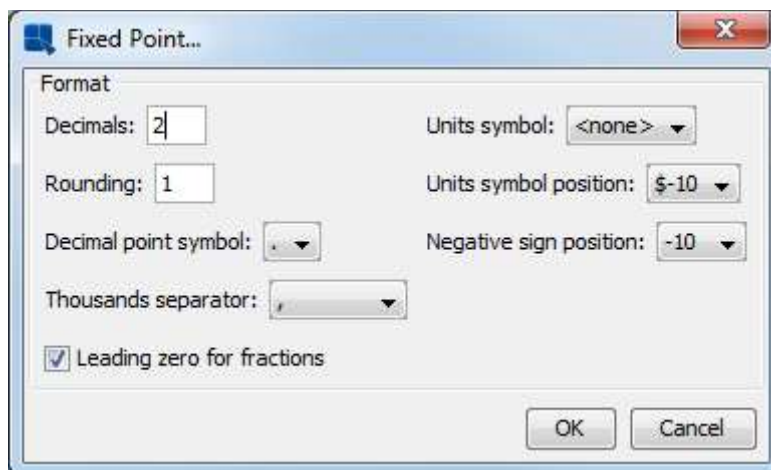 Fixed Point...
Format
Decimals: 2
Units symbol: <none>
Rounding: 1
Units symbol position: $-10
Decimal point symbol: .
Negative sign position: -10
Thousands separator: ,
Leading zero for fractions
OK
Cancel